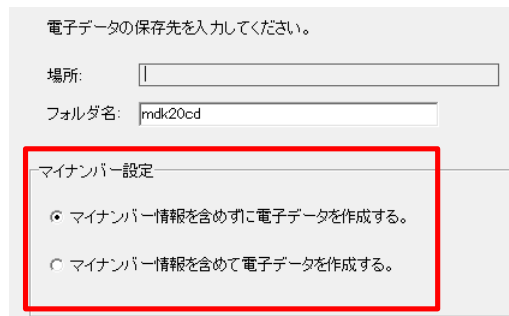 電子データの保存先を入力してください。
場所:
フォルダ名: mdk20cd
マイナンバー設定
マイナンバー情報を含めずに電子データを作成する。
マイナンバー情報を含めて電子データを作成する。